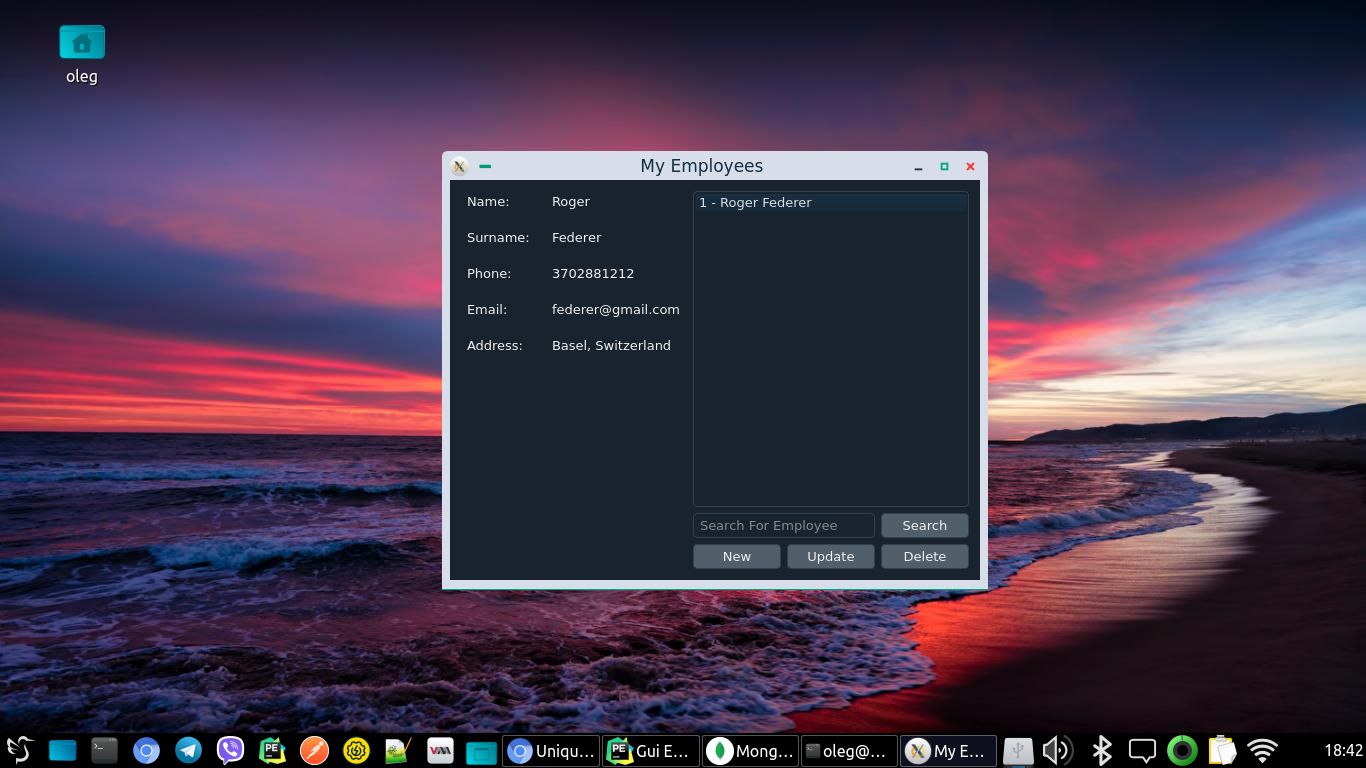 oleg
My Employees
Name: Roger
Surname: Federer
Phone: 3702881212
Email: federer@gmail.com
Address: Basel, Switzerland
1 - Roger Federer
Search For Employee Search
New Update Delete
PE PE
Uniqu... Gui E... Mong... oleg@... My E... 18:42